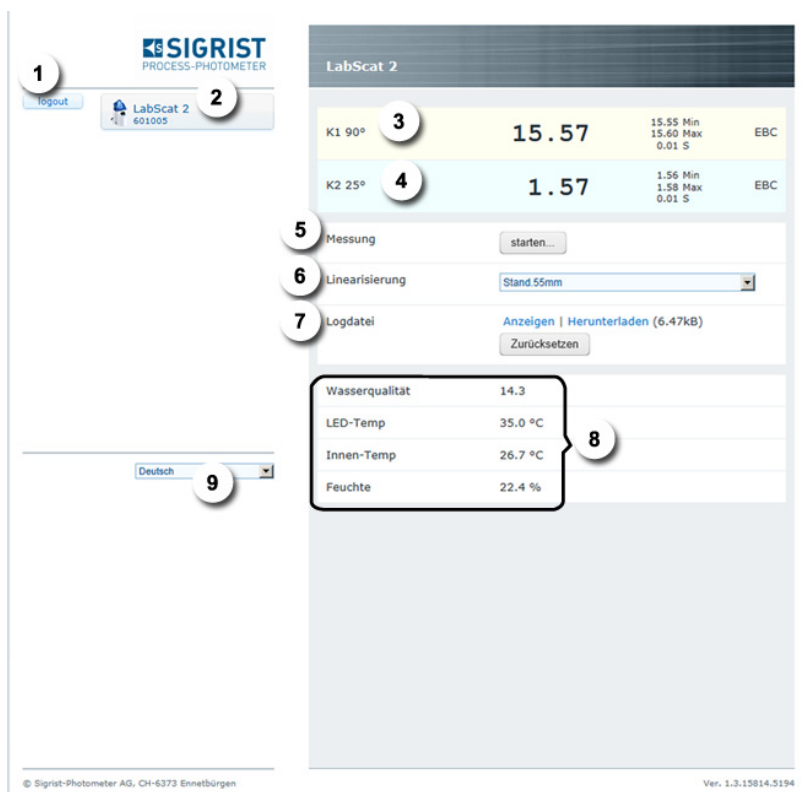 SIGRIST
PROCESS-PHOTOMETER
LabScat 2
1
logout
2
LabScat 2
601005
3
K1 90° 15.57 15.55 Min EBC
15.60 Max
0.01 S
4
K2 25° 1.57 1.56 Min EBC
1.58 Max
0.01 S
5
Messung starten...
6
Linearisierung Stand.55mm
7
Logdatei Anzeigen | Herunterladen (6.47kB)
Zurücksetzen
Wasserqualität 14.3
LED-Temp 35.0 °C
8
Innen-Temp 26.7 °C
Feuchte 22.4 %
Deutsch
9
© Sigrist-Photometer AG, CH-6373 Ennetbürgen
Ver. 1.3.15814.5194